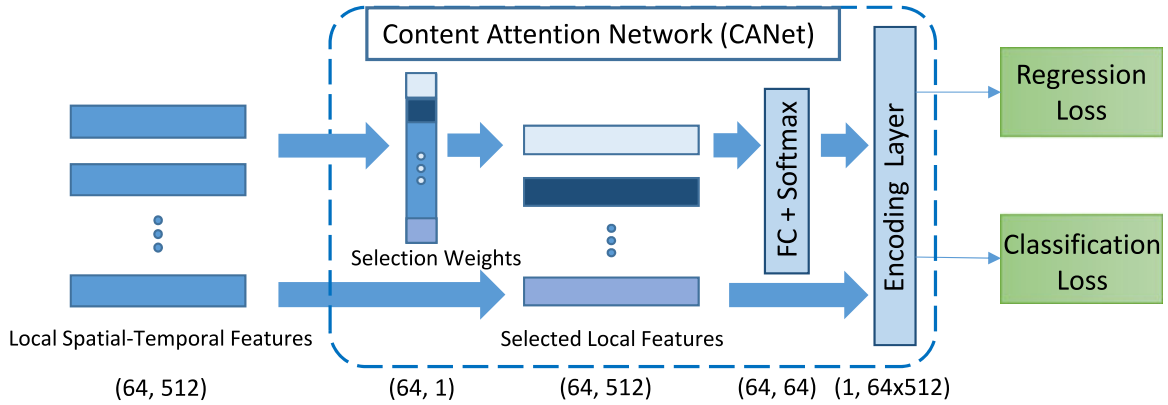 Content Attention Network (CANet)
Regression
Loss
FC + Softmax
Encoding Layer
Classification
Loss
Selection Weights
Local Spatial-Temporal Features
Selected Local Features
(64, 512)
(64, 1)
(64, 512)
(64, 64)
(1, 64x512)